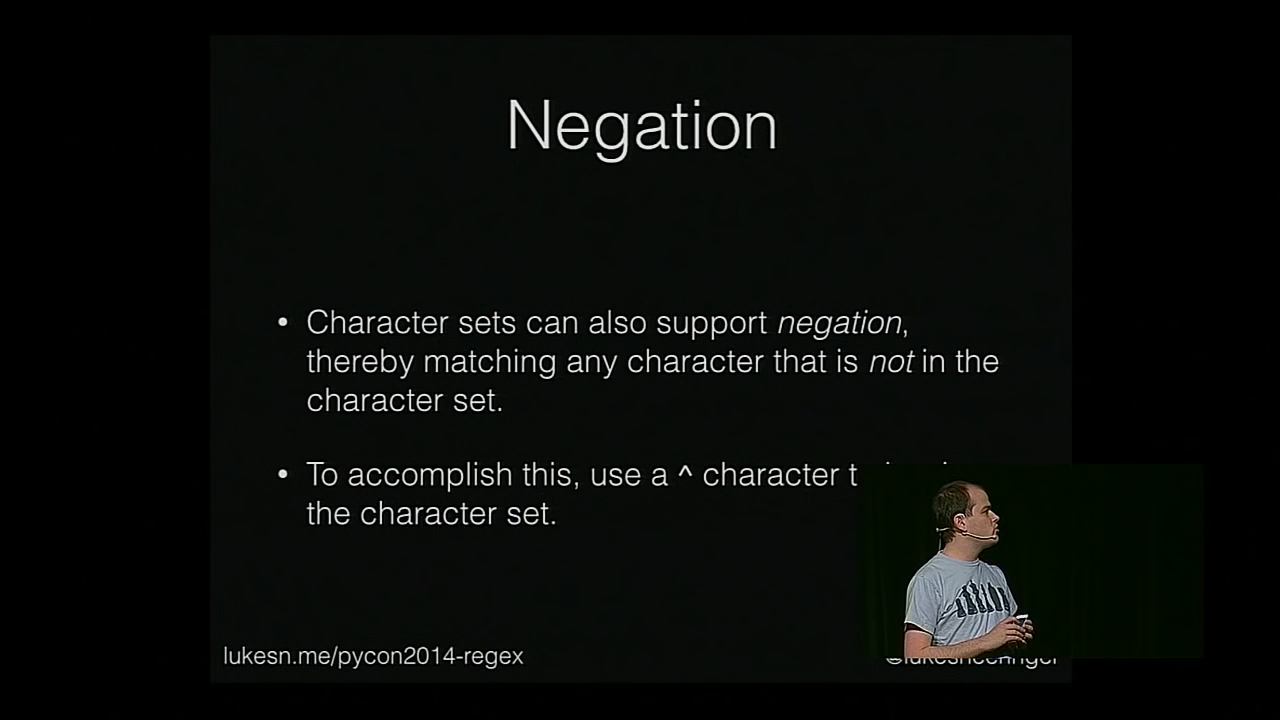 Negation
• Character sets can also support negation,
thereby matching any character that is not in the
character set.
• To accomplish this, use a ^ character
the character set.
lukesn.me/pycon2014-regex